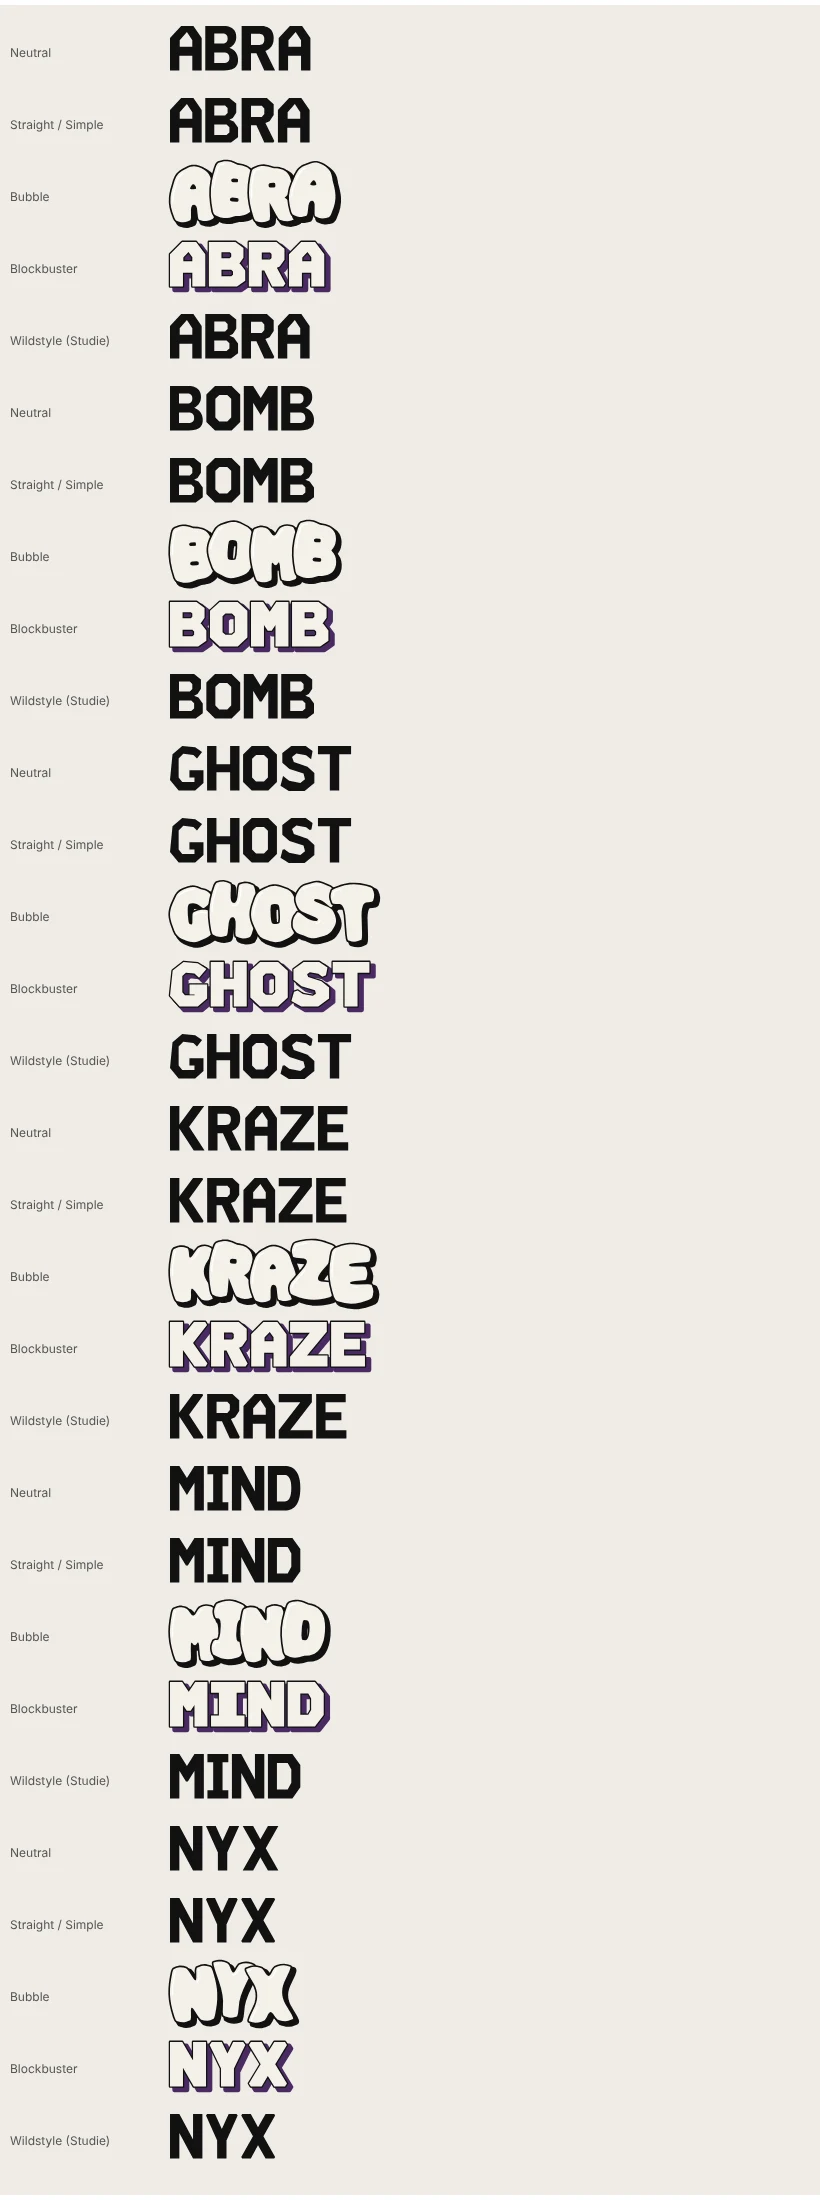 Neutral ABRA
Straight / Simple ABRA
Bubble ABRA
Blockbuster ABRA
Wildstyle (Studie) ABRA
Neutral BOMB
Straight / Simple BOMB
Bubble BOMB
Blockbuster BOMB
Wildstyle (Studie) BOMB
Neutral GHOST
Straight / Simple GHOST
Bubble GHOST
Blockbuster GHOST
Wildstyle (Studie) GHOST
Neutral KRAZE
Straight / Simple KRAZE
Bubble KRAZE
Blockbuster KRAZE
Wildstyle (Studie) KRAZE
Neutral MIND
Straight / Simple MIND
Bubble MIND
Blockbuster MIND
Wildstyle (Studie) MIND
Neutral NYX
Straight / Simple NYX
Bubble NYX
Blockbuster NYX
Wildstyle (Studie) NYX